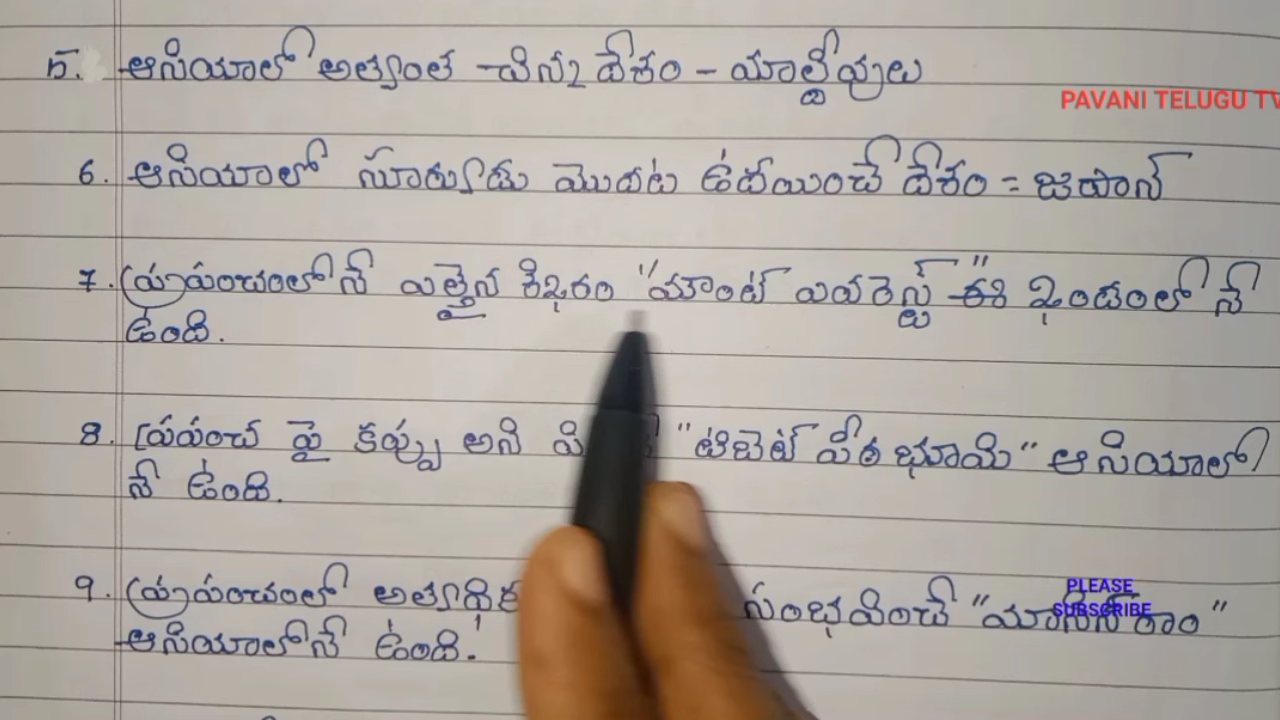 5. ఆసియాలో అత్యంత చిన్న దేశం - మాల్దీవులు
PAVANI TELUGU TV
6. ఆసియాలో సూర్యుడు మొదట ఉదయించే దేశం = జపాన్
7. ప్రపంచంలోనే ఎత్తైన శిఖరం "మౌంట్ ఎవరెస్ట్" ఈ ఖండంలోనే
ఉంది.
8. ప్రపంచ పై కప్పు అని "టిబెట్ పీఠభూమి" ఆసియాలో
నే ఉంది.
9. ప్రపంచంలో అత్యధిక సంభవించే
PLEASE
SUBSCRIBE
ఆసియాలోనే ఉంది.